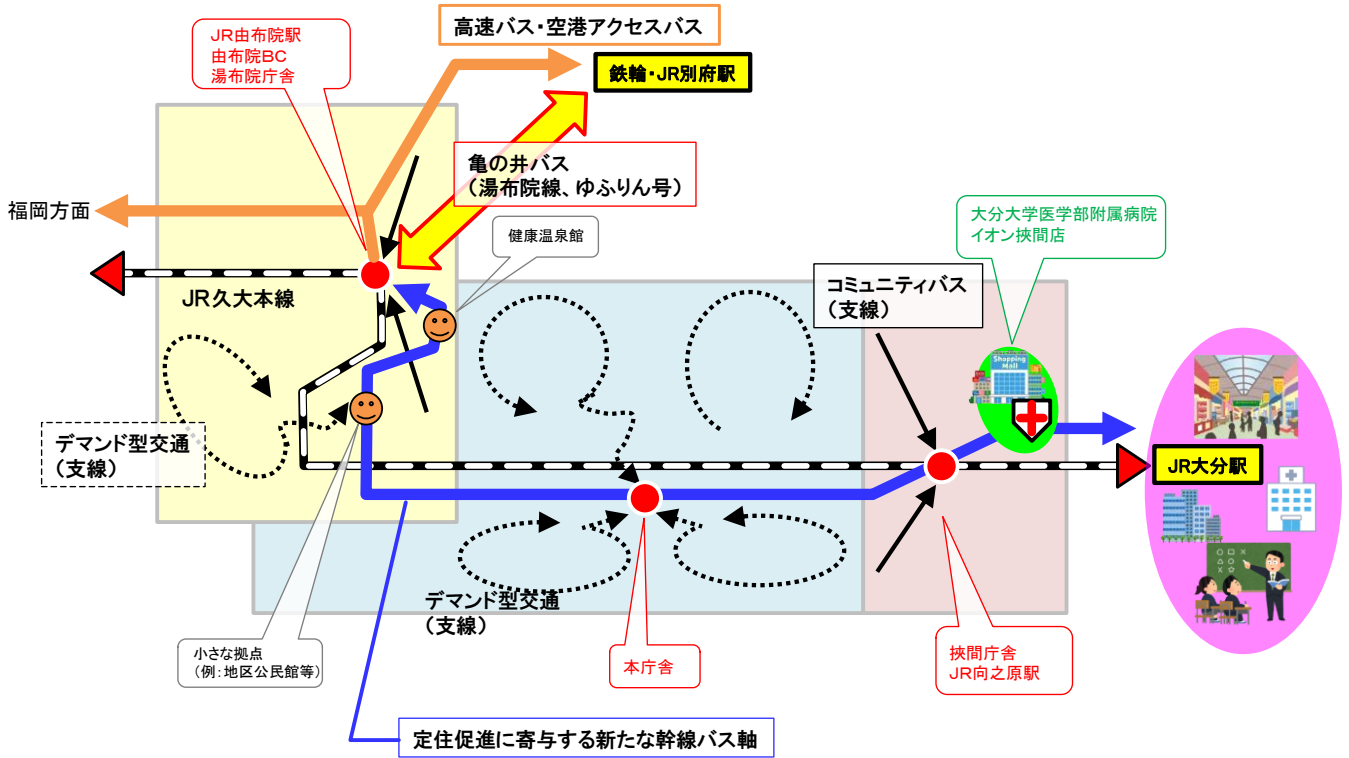 高速バス・空港アクセスバス
JR由布院駅
由布院BC
湯布院庁舎
鉄輪・JR別府駅
亀の井バス
（湯布院線、ゆふりん号）
福岡方面
健康温泉館
大分大学医学部附属病院
イオン挾間店
JR久大本線
コミュニティバス
（支線）
Shopping
Mall
デマンド型交通
（支線）
JR大分駅
デマンド型交通
（支線）
小さな拠点
（例：地区公民館等）
本庁舎
挾間庁舎
JR向之原駅
定住促進に寄与する新たな幹線バス軸